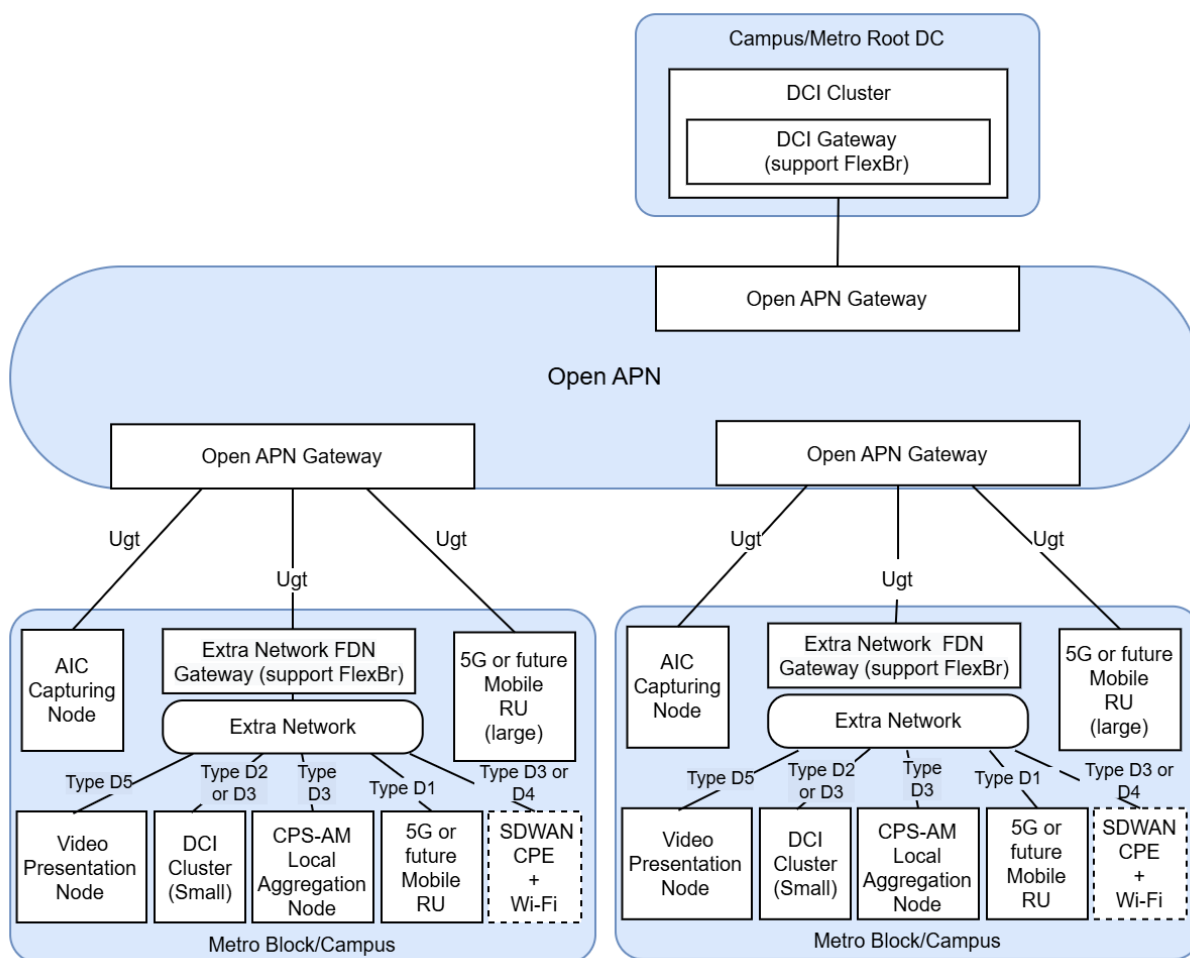 Campus/Metro Root DC
DCI Cluster
DCI Gateway
(support FlexBr)
Open APN Gateway
Open APN
Open APN Gateway
Open APN Gateway
Ugt
Ugt
Ugt
Ugt
Ugt
Ugt
AIC
Capturing
Node
Extra Network FDN
Gateway (support FlexBr)
5G or future
Mobile
RU
(large)
Extra Network
Type D5
Type D2
or D3
Type
D3
Type D1
Type D3 or
D4
Video
Presentation
Node
DCI
Cluster
(Small)
CPS-AM
Local
Aggregation
Node
5G or
future
Mobile
RU
SDWAN
CPE
+
Wi-Fi
Metro Block/Campus
AIC
Capturing
Node
Extra Network FDN
Gateway (support FlexBr)
5G or future
Mobile
RU
(large)
Extra Network
Type D5
Type D2
or D3
Type
D3
Type D1
Type D3 or
D4
Video
Presentation
Node
DCI
Cluster
(Small)
CPS-AM
Local
Aggregation
Node
5G or
future
Mobile
RU
SDWAN
CPE
+
Wi-Fi
Metro Block/Campus